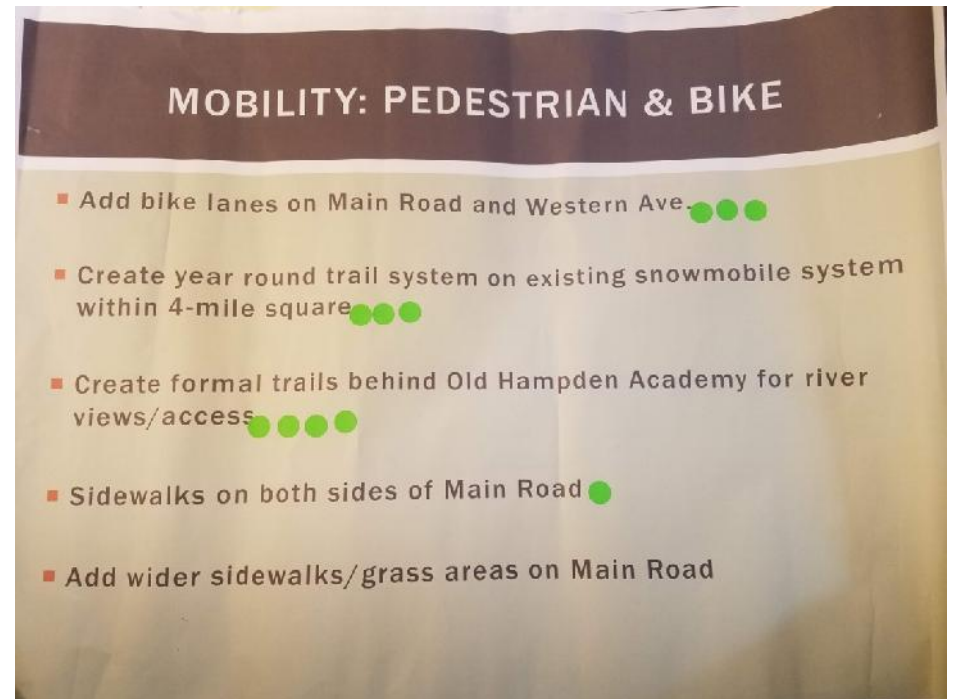 MOBILITY: PEDESTRIAN & BIKE
Add bike lanes on Main Road and Western Ave.
Create year round trail system on existing snowmobile system
within 4-mile square
Create formal trails behind Old Hampden Academy for river
views/access
Sidewalks on both sides of Main Road
Add wider sidewalks/grass areas on Main Road